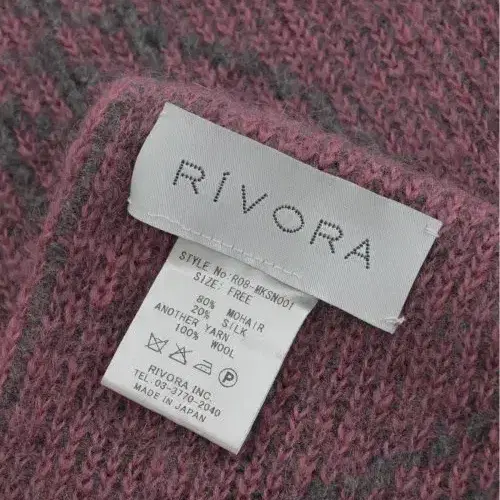 RÍVORA
STYLE No:R08-MKSN001
SIZE: FREE
80% MOHAIR
20% SILK
ANOTHER YARN
100% WOOL
P
RIVORA INC.
TEL.03-3770-2040
MADE IN JAPAN